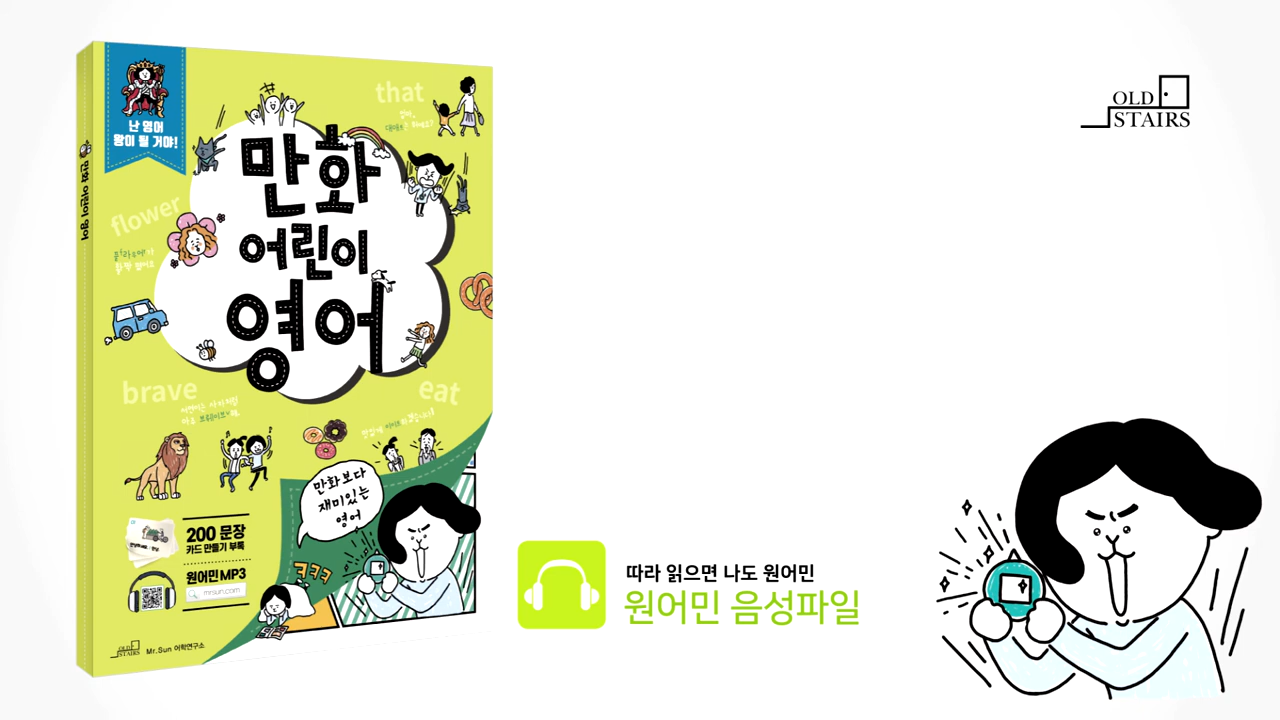 난 영어
왕이 될 거야!
만화 어린이 영어
that
엄마,
flower
만화
어린이
영어
brave
eat
만화보다
재미있는
영어
ㅋㅋㅋ
200 문장
카드 만들기 부록
원어민 MP3
mrsun.com
OLD
STAIRS
Mr.Sun 어학연구소
OLD
STAIRS
따라 읽으면 나도 원어민
원어민 음성파일